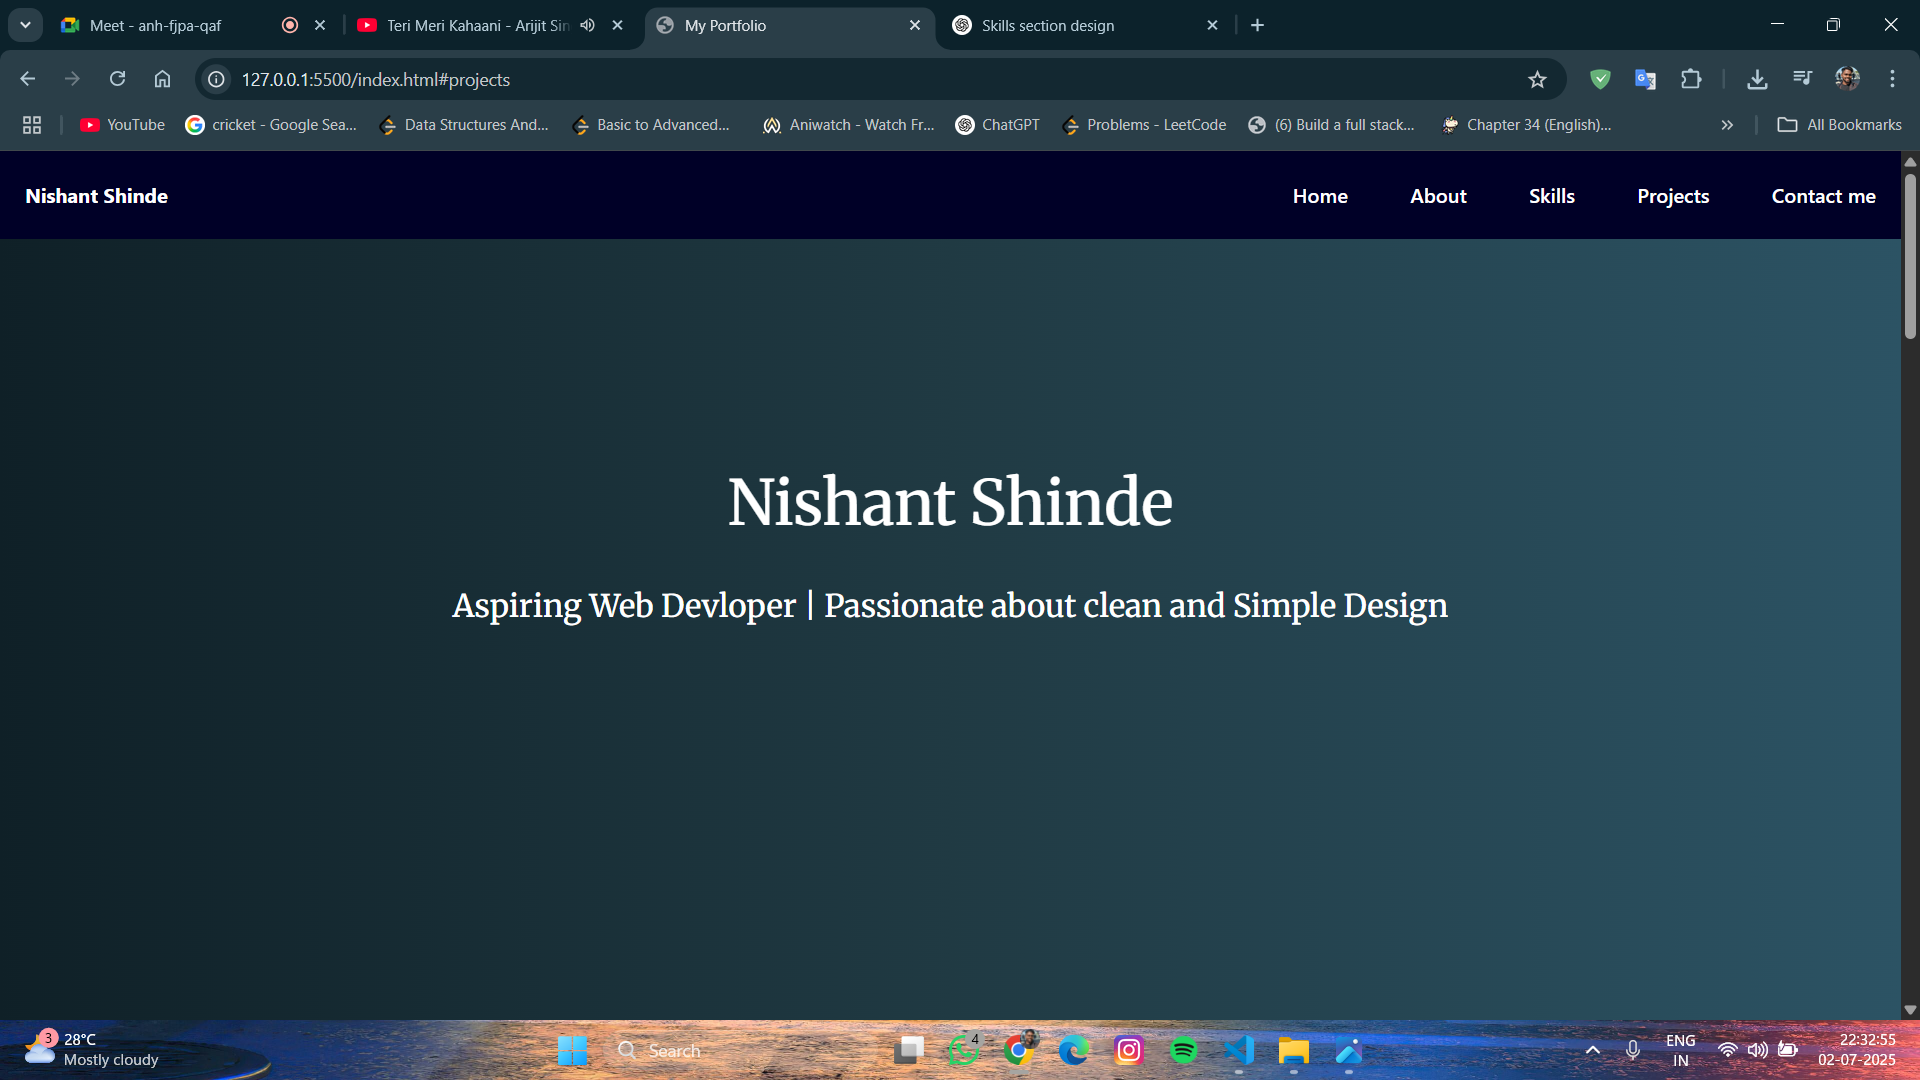 Meet - anh-fjpa-qaf
Teri Meri Kahaani - Arijit Sin
My Portfolio
Skills section design
127.0.0.1:5500/index.html#projects
YouTube
cricket - Google Sea...
Data Structures And...
Basic to Advanced...
Aniwatch - Watch Fr...
ChatGPT
Problems - LeetCode
(6) Build a full stack...
Chapter 34 (English)...
All Bookmarks
Nishant Shinde
Home
About
Skills
Projects
Contact me
Nishant Shinde
Aspiring Web Devloper | Passionate about clean and Simple Design
3
28°C
Mostly cloudy
Search
4
ENG
IN
22:32:55
02-07-2025